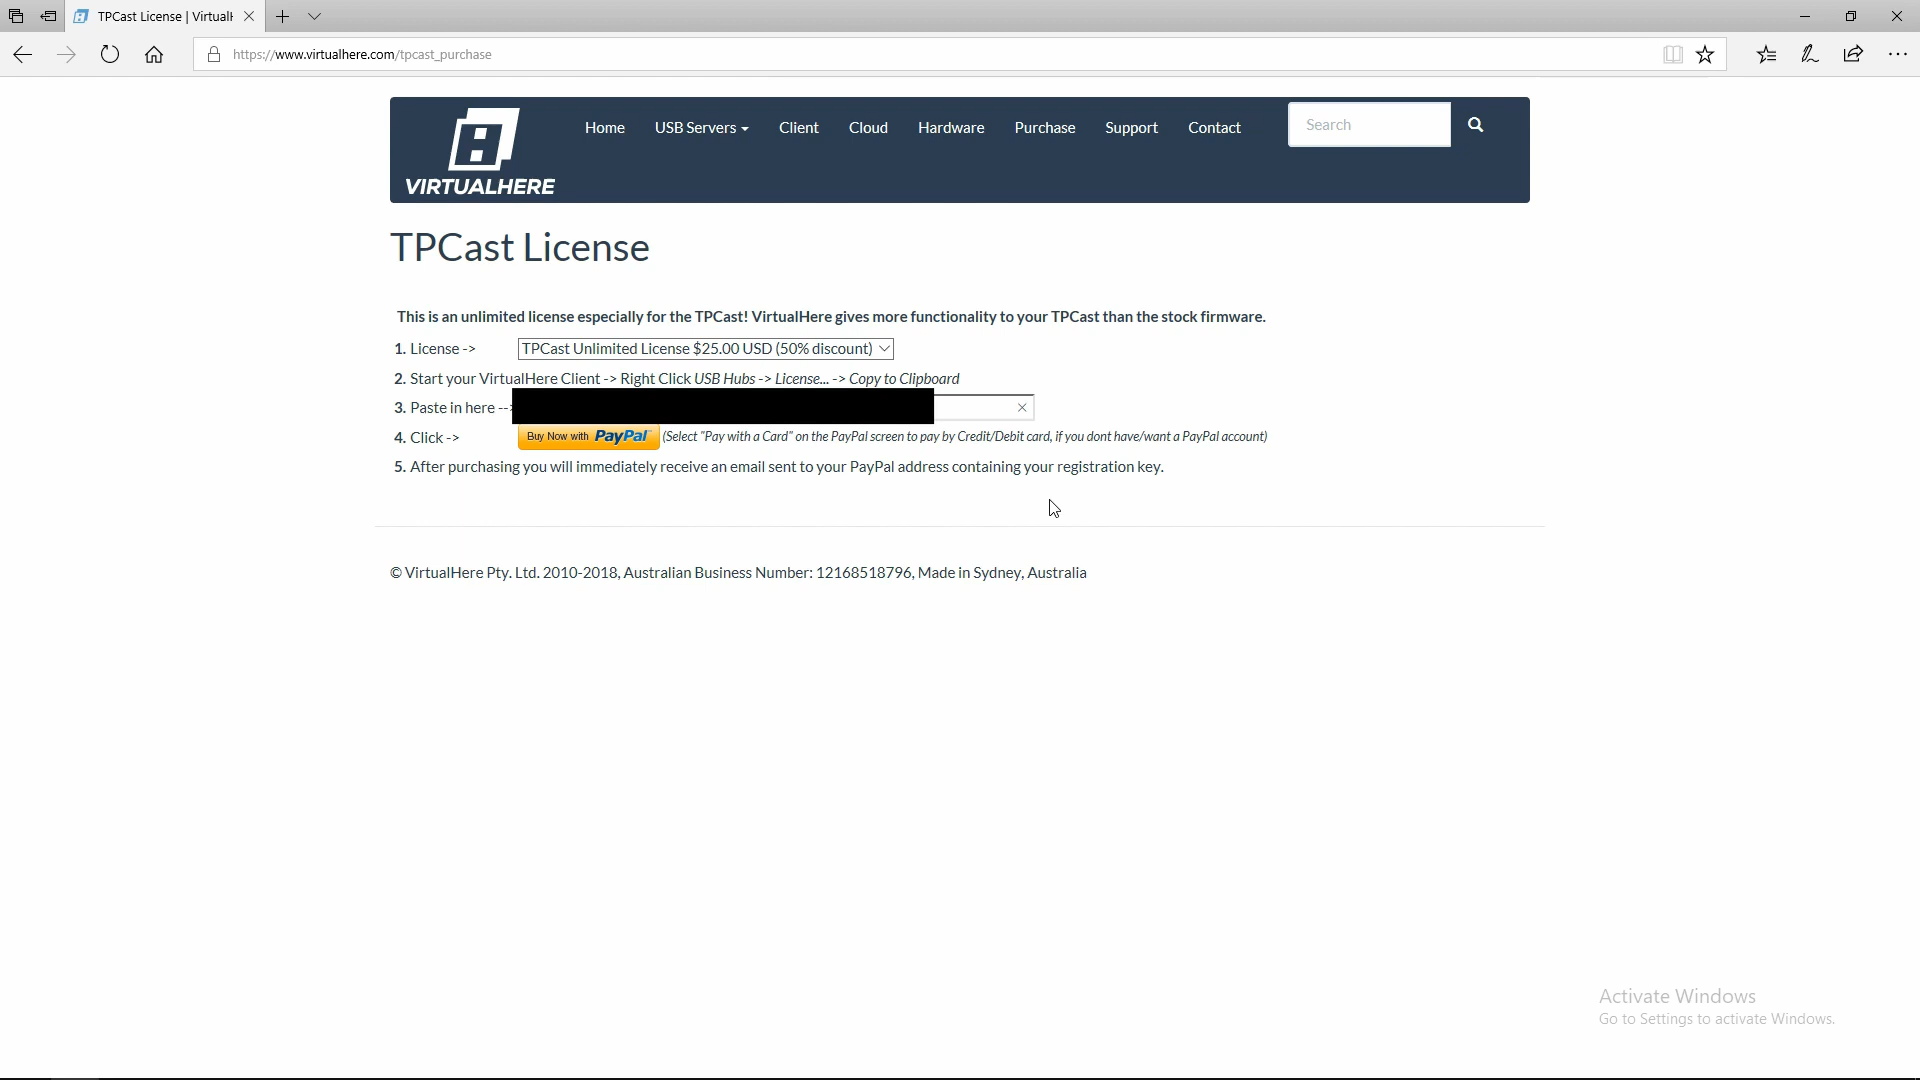 TPCast License | Virtual
https://www.virtualhere.com/tpcast_purchase
VIRTUALHERE
Home USB Servers Client Cloud Hardware Purchase Support Contact Search
TPCast License
This is an unlimited license especially for the TPCast! VirtualHere gives more functionality to your TPCast than the stock firmware.
1. License -> TPCast Unlimited License $25.00 USD (50% discount)
2. Start your VirtualHere Client -> Right Click USB Hubs -> License... -> Copy to Clipboard
3. Paste in here --
4. Click -> Buy Now with PayPal (Select "Pay with a Card" on the PayPal screen to pay by Credit/Debit card, if you dont have/want a PayPal account)
5. After purchasing you will immediately receive an email sent to your PayPal address containing your registration key.
© VirtualHere Pty. Ltd. 2010-2018, Australian Business Number: 12168518796, Made in Sydney, Australia
Activate Windows
Go to Settings to activate Windows.